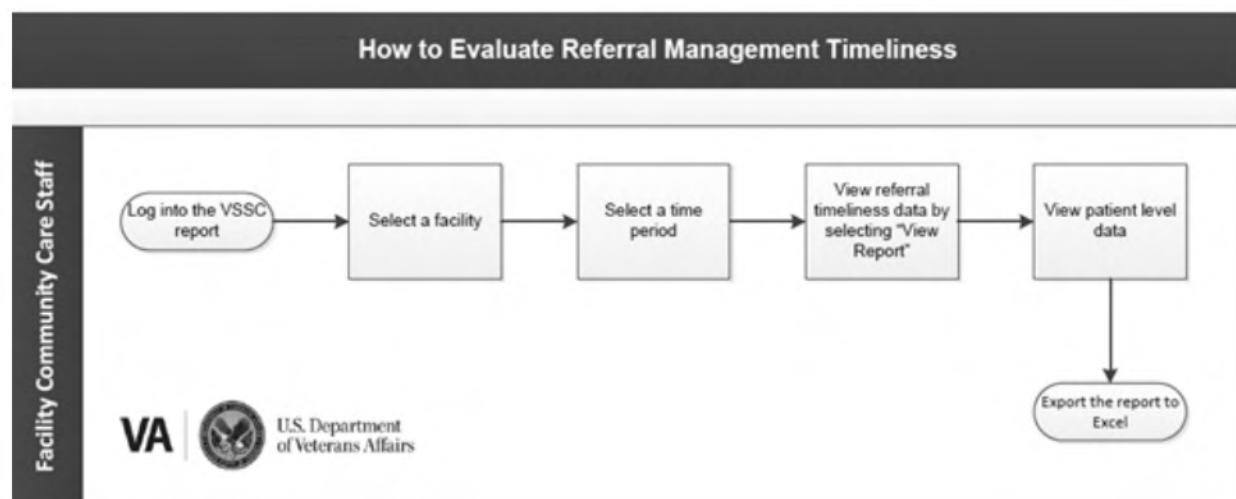 How to Evaluate Referral Management Timeliness
Facility Community Care Staff
Log into the VSSC
report
Select a facility
Select a time
period
View referral
timeliness data by
selecting "View
Report"
View patient level
data
Export the report to
Excel
VA
U.S. Department
of Veterans Affairs